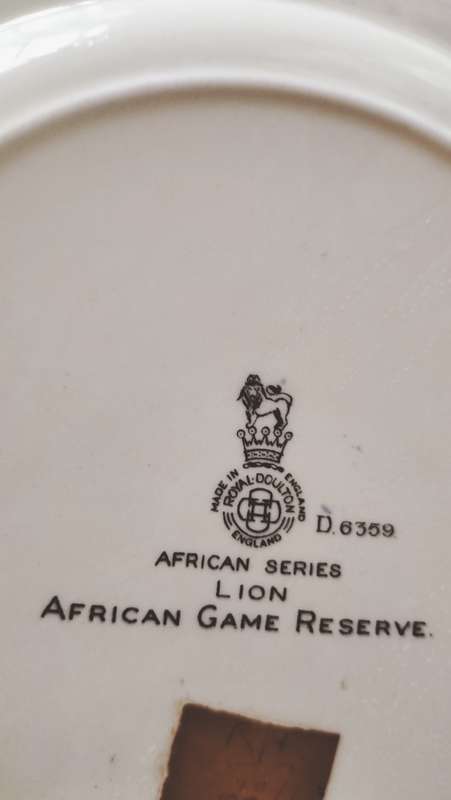 MADE IN ENGLAND
ROYAL·DOULTON
ENGLAND
D.6359.
AFRICAN SERIES
LION
AFRICAN GAME RESERVE.